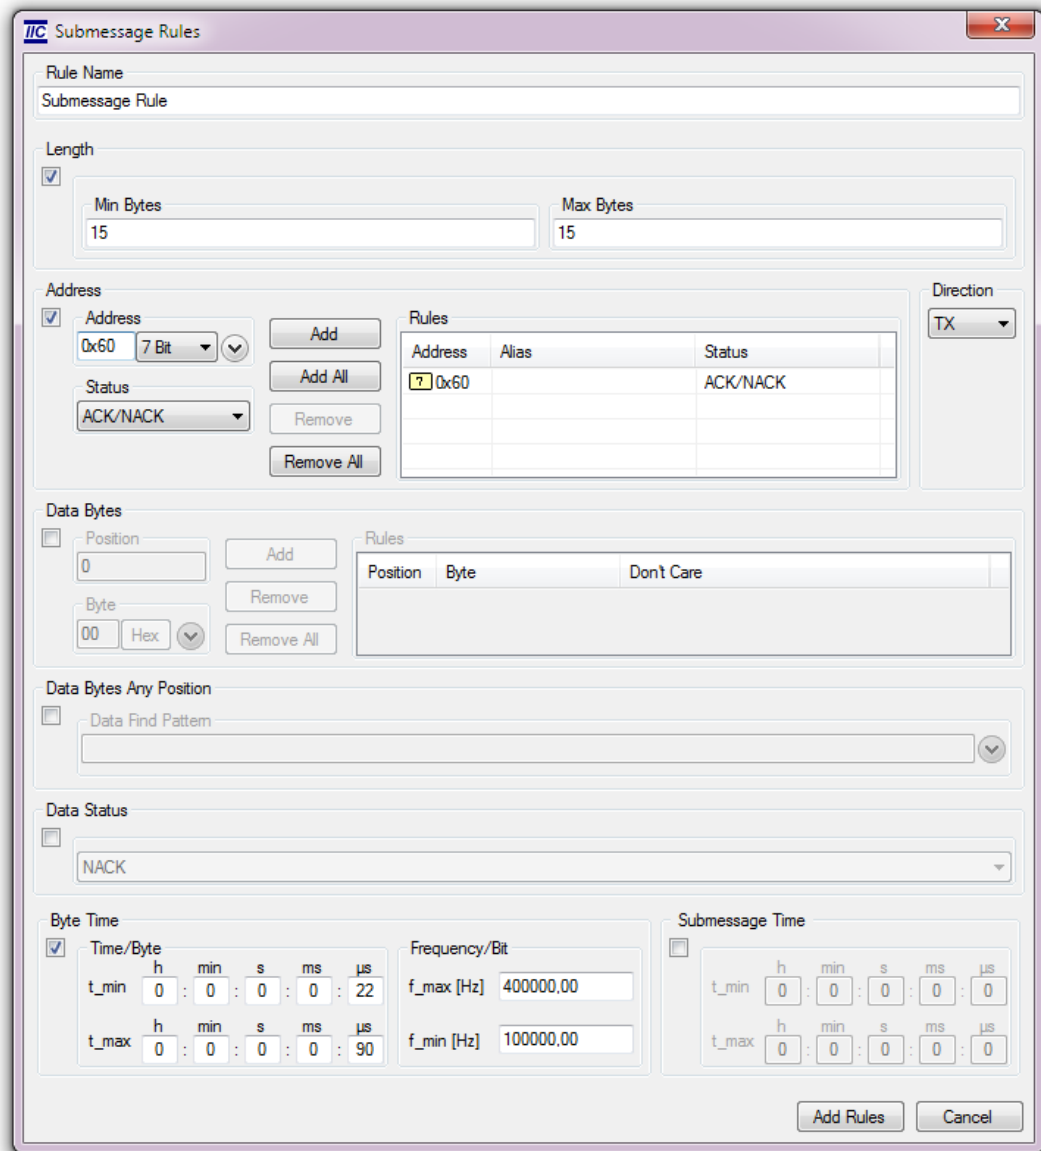 IIC Submessage Rules
Rule Name
Submessage Rule
Length
Min Bytes Max Bytes
15 15
Address Direction
Address Rules TX
0x60 7 Bit Add Address Alias Status
Status Add All 7 0x60 ACK/NACK
ACK/NACK Remove
Remove All
Data Bytes
Position Add Rules
0 Position Byte Don't Care
Byte Remove
00 Hex Remove All
Data Bytes Any Position
Data Find Pattern
Data Status
NACK
Byte Time Submessage Time
Time/Byte Frequency/Bit
h min s ms µs h min s ms µs
t_min 0 : 0 : 0 : 0 : 22 f_max [Hz] 400000,00 t_min 0 : 0 : 0 : 0 : 0
h min s ms µs h min s ms µs
t_max 0 : 0 : 0 : 0 : 90 f_min [Hz] 100000,00 t_max 0 : 0 : 0 : 0 : 0
Add Rules Cancel